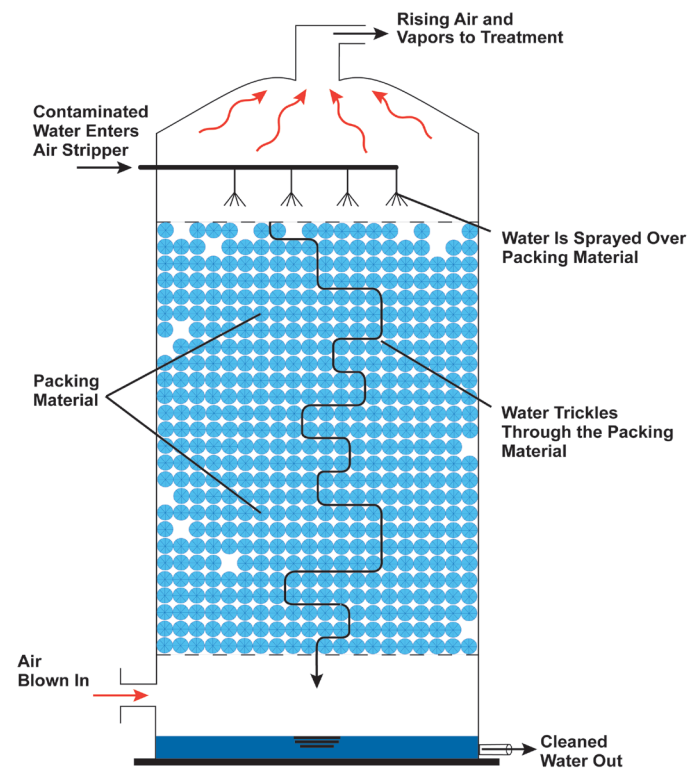 Rising Air and
Vapors to Treatment
Contaminated
Water Enters
Air Stripper
Water Is Sprayed Over
Packing Material
Packing
Material
Water Trickles
Through the Packing
Material
Air
Blown In
Cleaned
Water Out